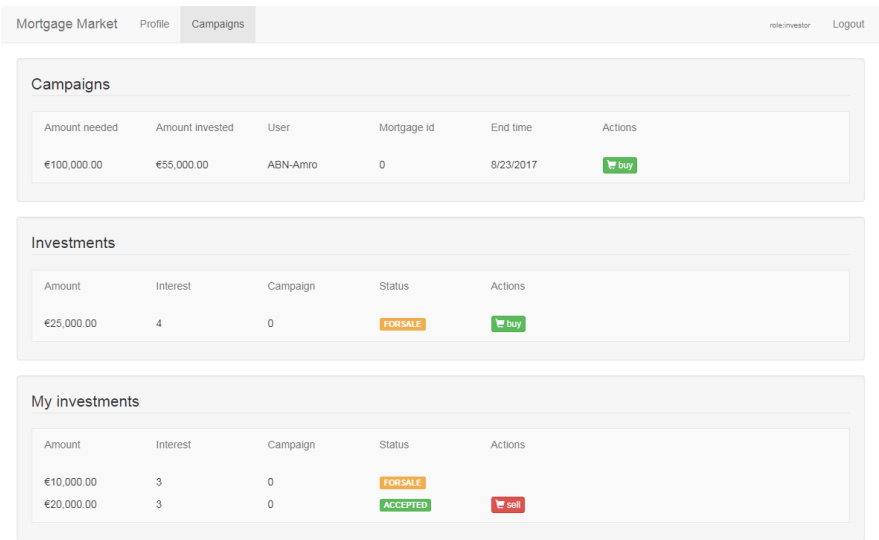 Mortgage Market Profile Campaigns role:investor Logout
Campaigns
Amount needed Amount invested User Mortgage id End time Actions
€100,000.00 €55,000.00 ABN-Amro 0 8/23/2017 buy
Investments
Amount Interest Campaign Status Actions
€25,000.00 4 0 FORSALE buy
My investments
Amount Interest Campaign Status Actions
€10,000.00 3 0 FORSALE
€20,000.00 3 0 ACCEPTED sell